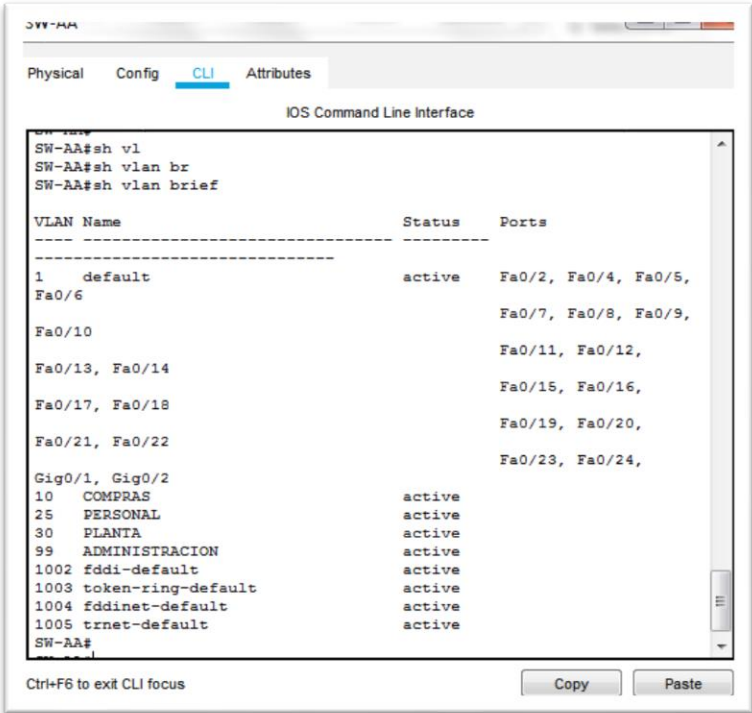 SW-AA
Physical Config CLI Attributes
IOS Command Line Interface
SW-AA#
SW-AA#sh vl
SW-AA#sh vlan br
SW-AA#sh vlan brief
VLAN Name Status Ports
---- -------------------------------- --------- -------------------------------
1 default active Fa0/2, Fa0/4, Fa0/5,
Fa0/6
Fa0/7, Fa0/8, Fa0/9,
Fa0/10
Fa0/11, Fa0/12,
Fa0/13, Fa0/14
Fa0/15, Fa0/16,
Fa0/17, Fa0/18
Fa0/19, Fa0/20,
Fa0/21, Fa0/22
Fa0/23, Fa0/24,
Gig0/1, Gig0/2
10 COMPRAS active
25 PERSONAL active
30 PLANTA active
99 ADMINISTRACION active
1002 fddi-default active
1003 token-ring-default active
1004 fddinet-default active
1005 trnet-default active
SW-AA#
Ctrl+F6 to exit CLI focus
Copy Paste